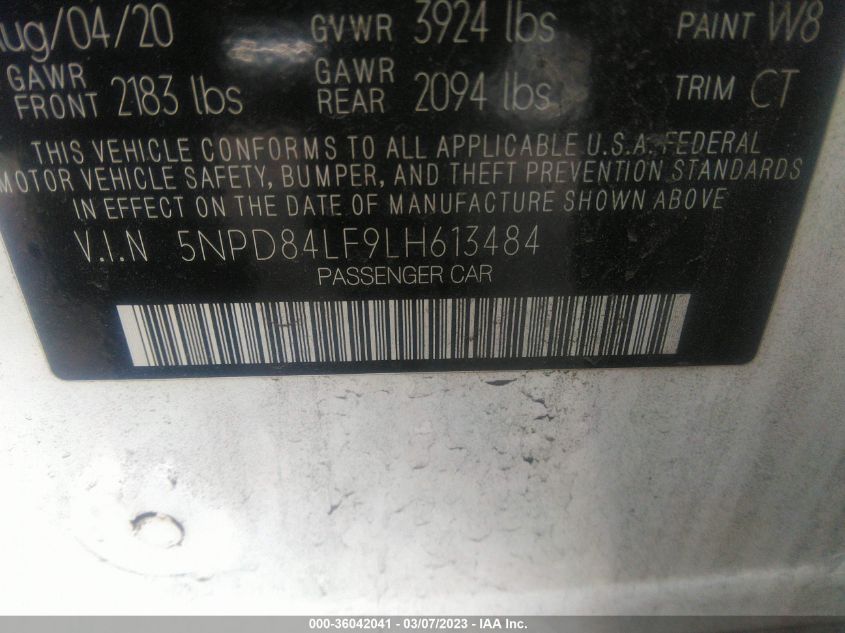 Aug/04/20 GVWR 3924 lbs PAINT W8
GAWR FRONT 2183 lbs GAWR REAR 2094 lbs TRIM CT
THIS VEHICLE CONFORMS TO ALL APPLICABLE U.S.A. FEDERAL
MOTOR VEHICLE SAFETY, BUMPER, AND THEFT PREVENTION STANDARDS
IN EFFECT ON THE DATE OF MANUFACTURE SHOWN ABOVE
V.I.N 5NPD84LF9LH613484
PASSENGER CAR
000-36042041 - 03/07/2023 - IAA Inc.